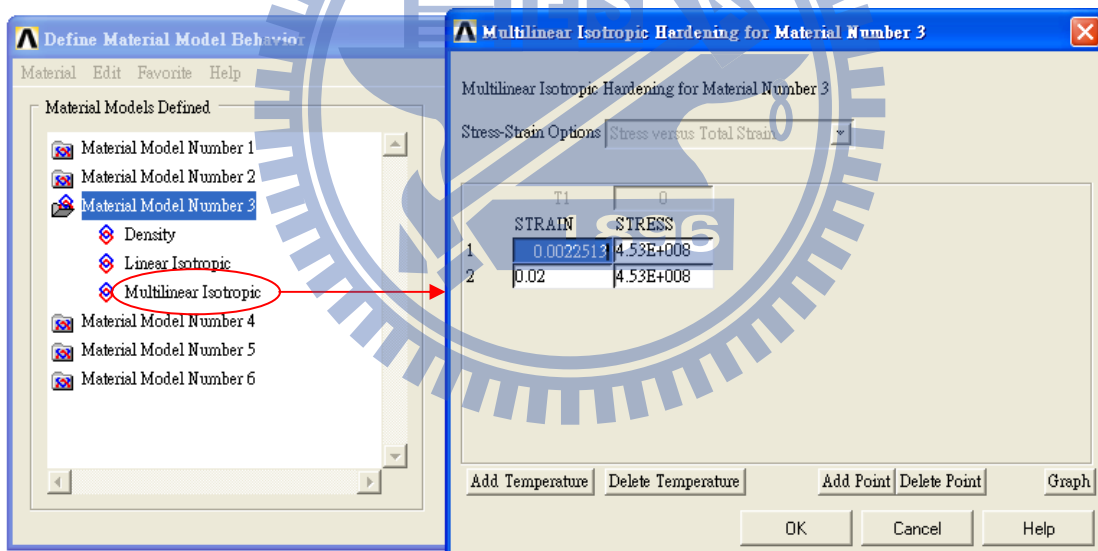 Define Material Model Behavior
Material Edit Favorite Help
Material Models Defined
Material Model Number 1
Material Model Number 2
Material Model Number 3
Density
Linear Isotropic
Multilinear Isotropic
Material Model Number 4
Material Model Number 5
Material Model Number 6
Multilinear Isotropic Hardening for Material Number 3
Multilinear Isotropic Hardening for Material Number 3
Stress-Strain Options Stress versus Total Strain
T1 0
STRAIN STRESS
1 0.0022513 4.53E+008
2 0.02 4.53E+008
1896
Add Temperature Delete Temperature Add Point Delete Point Graph
OK Cancel Help